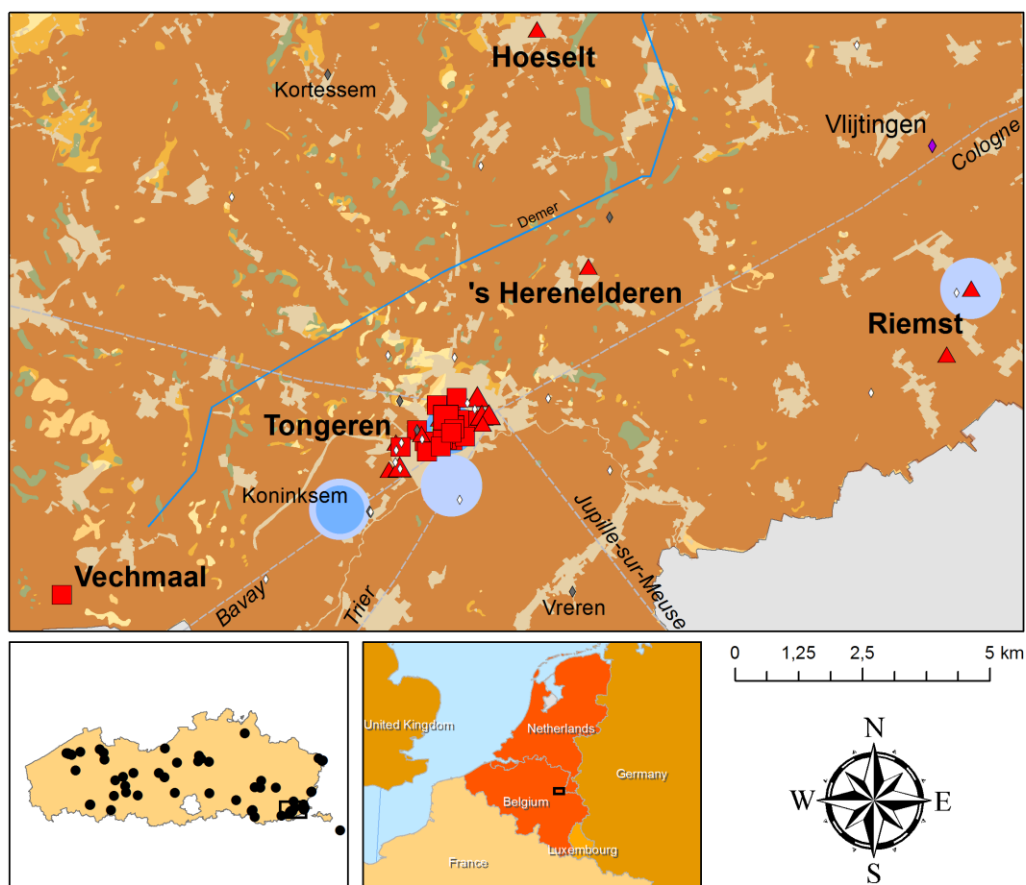 Hoeselt
Kortessem
Vlijtingen
Cologne
Demer
's Herenelderen
Riemst
Tongeren
Koninksem
Jupille-sur-Meuse
Vechmaal
Bavay
Trier
Vreren
0 1,25 2,5 5 km
United Kingdom
Netherlands
Germany
Belgium
Luxembourg
France
N
W E
S